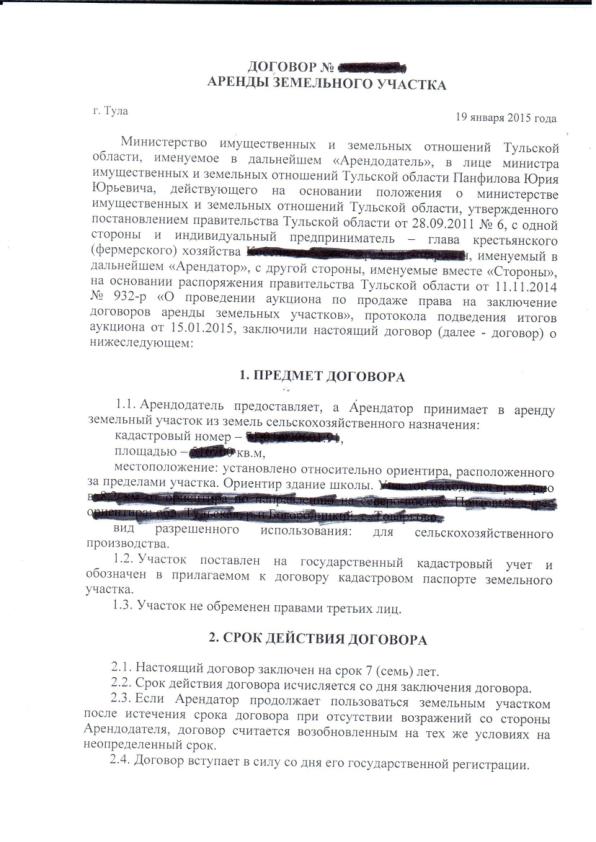 ДОГОВОР №
АРЕНДЫ ЗЕМЕЛЬНОГО УЧАСТКА
г. Тула
19 января 2015 года
Министерство имущественных и земельных отношений Тульской
области, именуемое в дальнейшем «Арендодатель», в лице министра
имущественных и земельных отношений Тульской области Панфилова Юрия
Юрьевича, действующего на основании положения о министерстве
имущественных и земельных отношений Тульской области, утвержденного
постановлением правительства Тульской области от 28.09.2011 № 6, с одной
стороны и индивидуальный предприниматель – глава крестьянского
(фермерского) хозяйства , именуемый в
дальнейшем «Арендатор», с другой стороны, именуемые вместе «Стороны»,
на основании распоряжения правительства Тульской области от 11.11.2014
№ 932-р «О проведении аукциона по продаже права на заключение
договоров аренды земельных участков», протокола подведения итогов
аукциона от 15.01.2015, заключили настоящий договор (далее - договор) о
нижеследующем:
1. ПРЕДМЕТ ДОГОВОРА
1.1. Арендодатель предоставляет, а Арендатор принимает в аренду
земельный участок из земель сельскохозяйственного назначения:
кадастровый номер – ,
площадью – кв.м,
местоположение: установлено относительно ориентира, расположенного
за пределами участка. Ориентир здание школы.
вид разрешенного использования: для сельскохозяйственного
производства.
1.2. Участок поставлен на государственный кадастровый учет и
обозначен в прилагаемом к договору кадастровом паспорте земельного
участка.
1.3. Участок не обременен правами третьих лиц.
2. СРОК ДЕЙСТВИЯ ДОГОВОРА
2.1. Настоящий договор заключен на срок 7 (семь) лет.
2.2. Срок действия договора исчисляется со дня заключения договора.
2.3. Если Арендатор продолжает пользоваться земельным участком
после истечения срока договора при отсутствии возражений со стороны
Арендодателя, договор считается возобновленным на тех же условиях на
неопределенный срок.
2.4. Договор вступает в силу со дня его государственной регистрации.